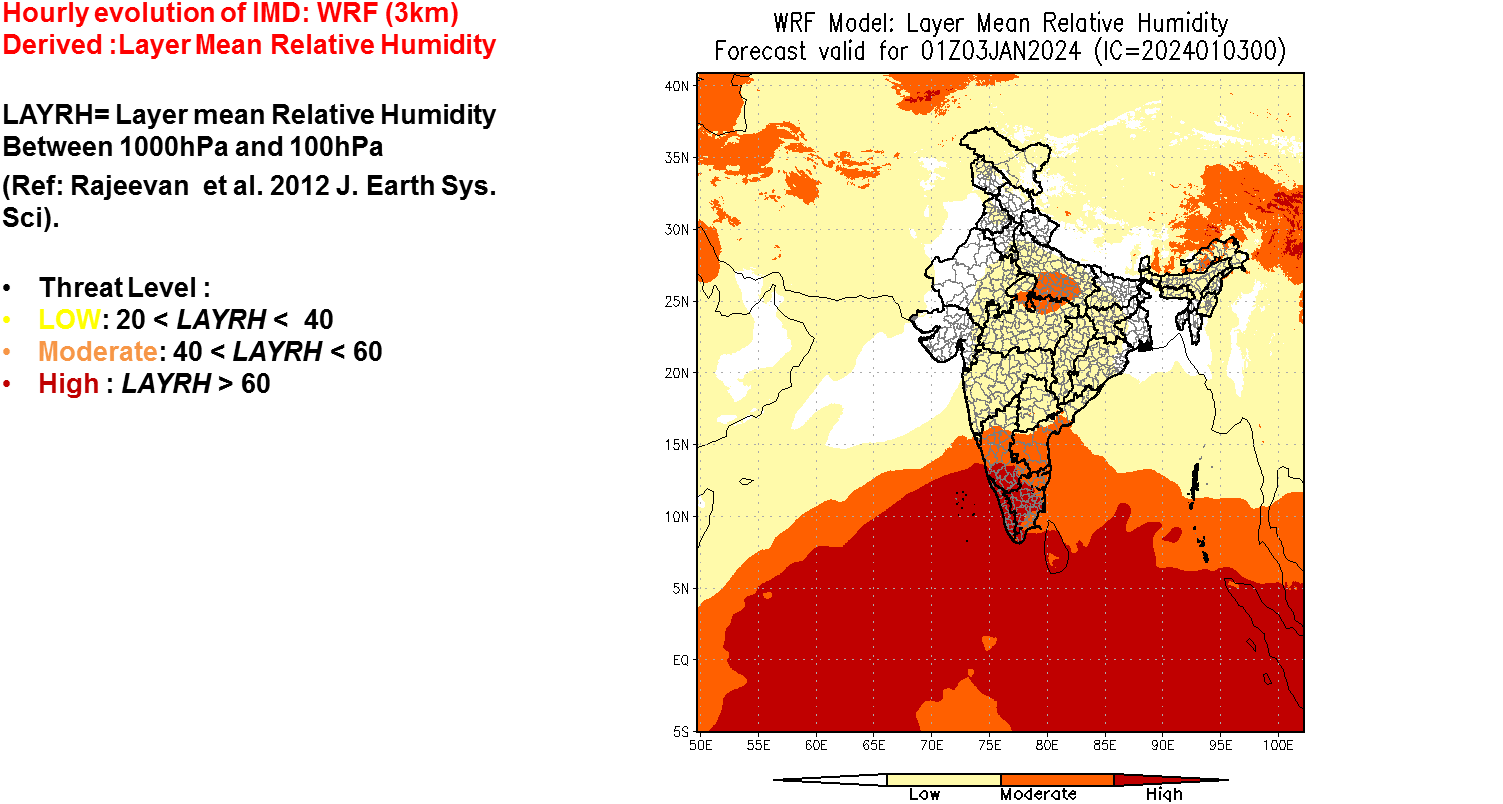 Hourly evolution of IMD: WRF (3km)
Derived :Layer Mean Relative Humidity
LAYRH= Layer mean Relative Humidity
Between 1000hPa and 100hPa
(Ref: Rajeevan et al. 2012 J. Earth Sys.
Sci).
• Threat Level :
• LOW: 20 < LAYRH < 40
• Moderate: 40 < LAYRH < 60
• High : LAYRH > 60
WRF Model: Layer Mean Relative Humidity
Forecast valid for 01Z03JAN2024 (IC=2024010300)
40N
35N
30N
25N
20N
15N
10N
5N
EQ
5S
50E 55E 60E 65E 70E 75E 80E 85E 90E 95E 100E
Low Moderate High